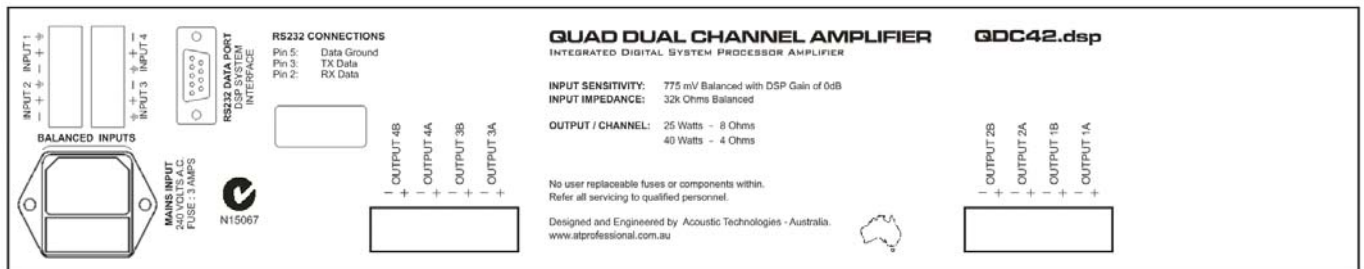 INPUT 1
INPUT 2
− + ⏚ − + ⏚
− + ⏚ − + ⏚
INPUT 4
INPUT 3
BALANCED INPUTS
RS232 DATA PORT
DSP SYSTEM
INTERFACE
RS232 CONNECTIONS
Pin 5: Data Ground
Pin 3: TX Data
Pin 2: RX Data
MAINS INPUT
240 VOLTS A.C.
FUSE : 3 AMPS
N15067
OUTPUT 4B
OUTPUT 4A
OUTPUT 3B
OUTPUT 3A
− + − + − + − +
QUAD DUAL CHANNEL AMPLIFIER
INTEGRATED DIGITAL SYSTEM PROCESSOR AMPLIFIER
INPUT SENSITIVITY: 775 mV Balanced with DSP Gain of 0dB
INPUT IMPEDANCE: 32k Ohms Balanced
OUTPUT / CHANNEL: 25 Watts - 8 Ohms
40 Watts - 4 Ohms
No user replaceable fuses or components within.
Refer all servicing to qualified personnel.
Designed and Engineered by Acoustic Technologies - Australia.
www.atprofessional.com.au
QDC42.dsp
OUTPUT 2B
OUTPUT 2A
OUTPUT 1B
OUTPUT 1A
− + − + − + − +